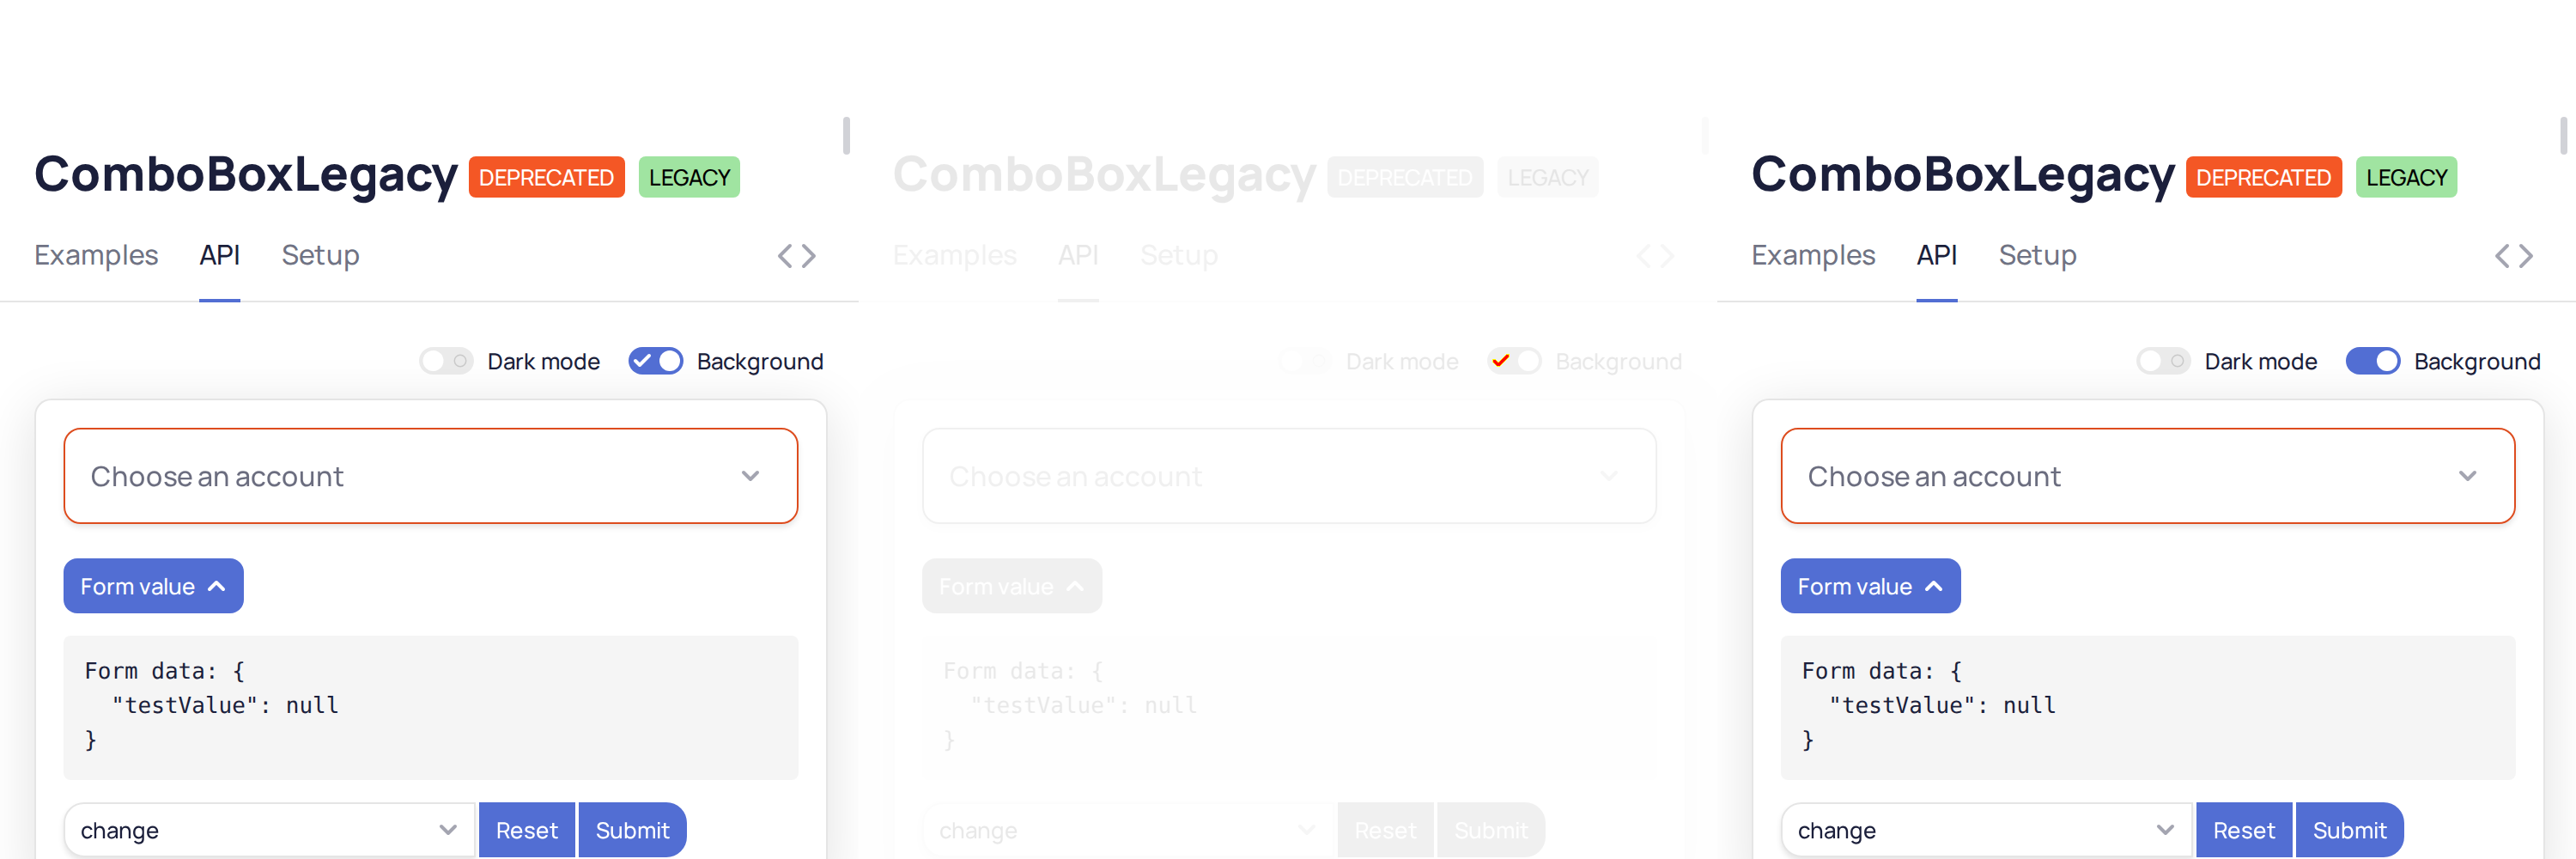 ComboBoxLegacy DEPRECATED LEGACY
Examples API Setup
Dark mode Background
Choose an account
Form value
Form data: {
"testValue": null
}
change Reset Submit
ComboBoxLegacy DEPRECATED LEGACY
Examples API Setup
Dark mode Background
Choose an account
Form value
Form data: {
"testValue": null
}
change Reset Submit
ComboBoxLegacy DEPRECATED LEGACY
Examples API Setup
Dark mode Background
Choose an account
Form value
Form data: {
"testValue": null
}
change Reset Submit